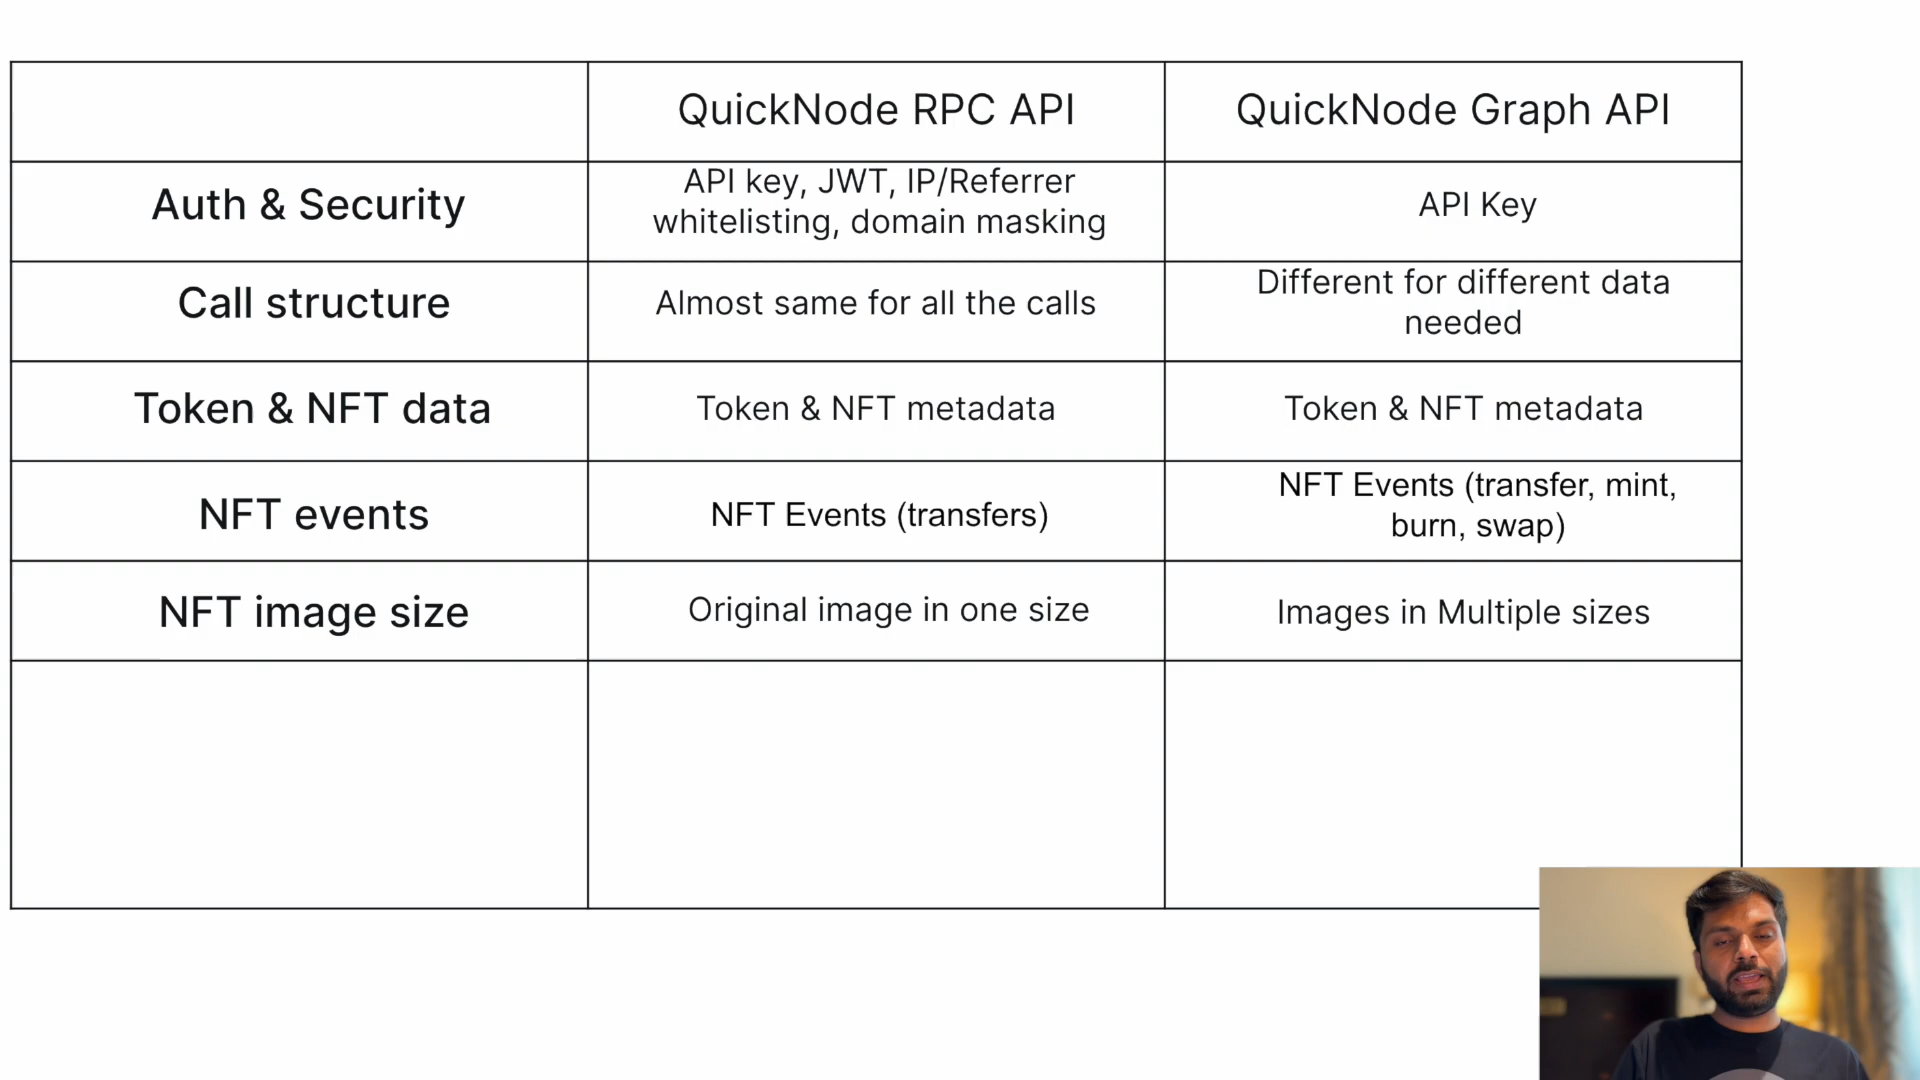 QuickNode RPC API
QuickNode Graph API
Auth & Security
API key, JWT, IP/Referrer
whitelisting, domain masking
API Key
Call structure
Almost same for all the calls
Different for different data
needed
Token & NFT data
Token & NFT metadata
Token & NFT metadata
NFT events
NFT Events (transfers)
NFT Events (transfer, mint,
burn, swap)
NFT image size
Original image in one size
Images in Multiple sizes